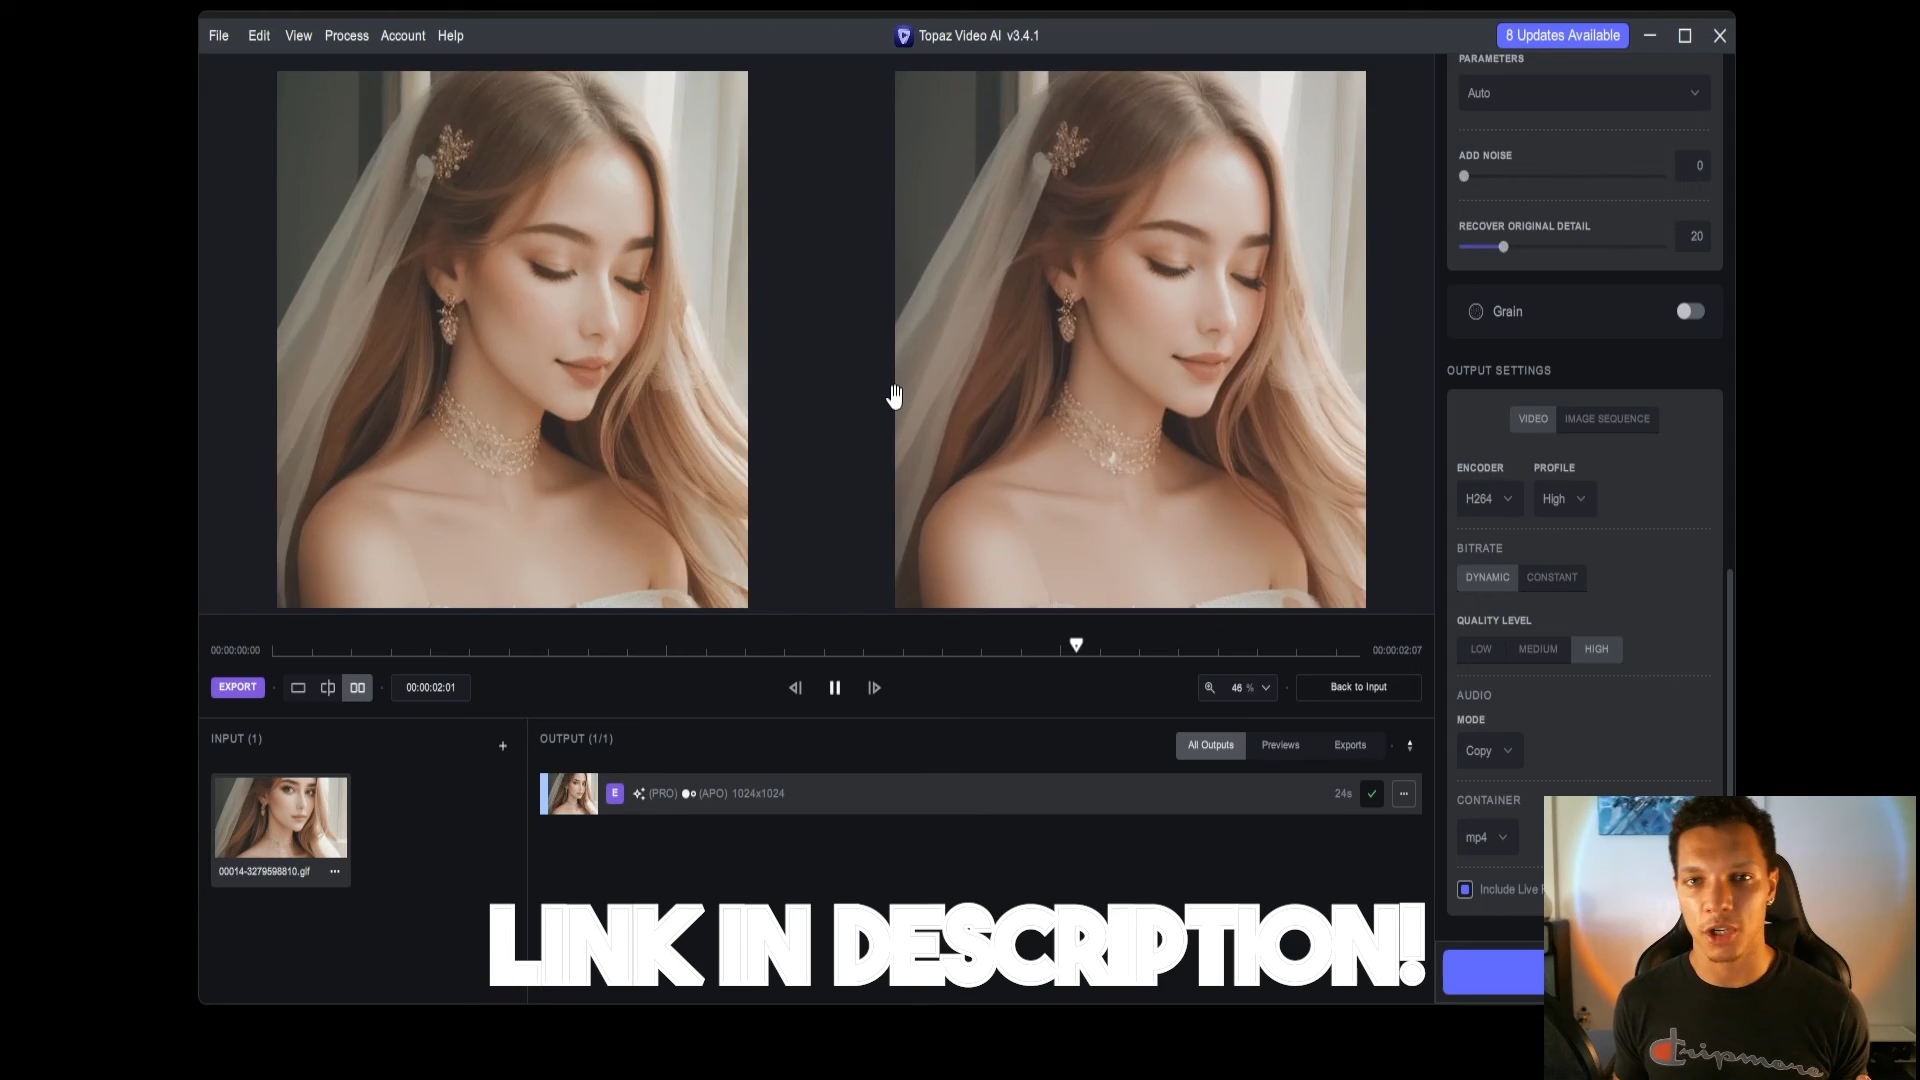 File Edit View Process Account Help
Topaz Video AI v3.4.1
8 Updates Available
PARAMETERS
Auto
ADD NOISE
0
RECOVER ORIGINAL DETAIL
20
Grain
OUTPUT SETTINGS
VIDEO IMAGE SEQUENCE
ENCODER PROFILE
H264 High
BITRATE
DYNAMIC CONSTANT
QUALITY LEVEL
LOW MEDIUM HIGH
AUDIO
MODE
Copy
CONTAINER
mp4
Include Live
00:00:00:00
00:00:02:07
EXPORT
00:00:02:01
46 %
Back to Input
INPUT (1)
+
OUTPUT (1/1)
All Outputs Previews Exports
E (PRO) (APO) 1024x1024
24s
00014-3279598810.gif
LINK IN DESCRIPTION!